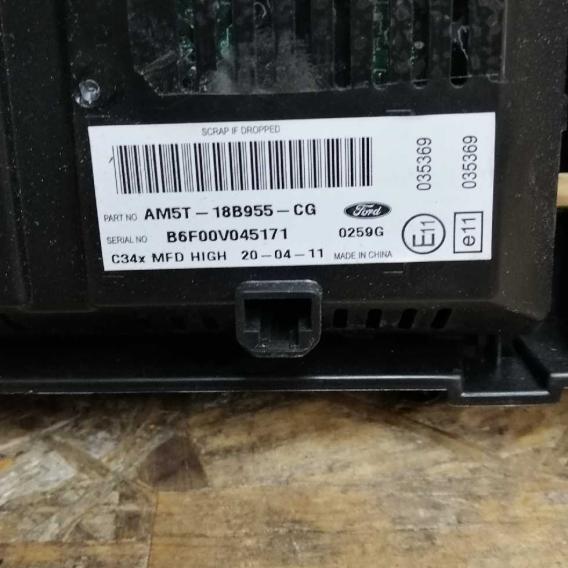 SCRAP IF DROPPED
PART NO AM5T-18B955-CG Ford
SERIAL NO B6F00V045171 0259G
C34x MFD HIGH 20-04-11 MADE IN CHINA
035369
E11
035369
e11